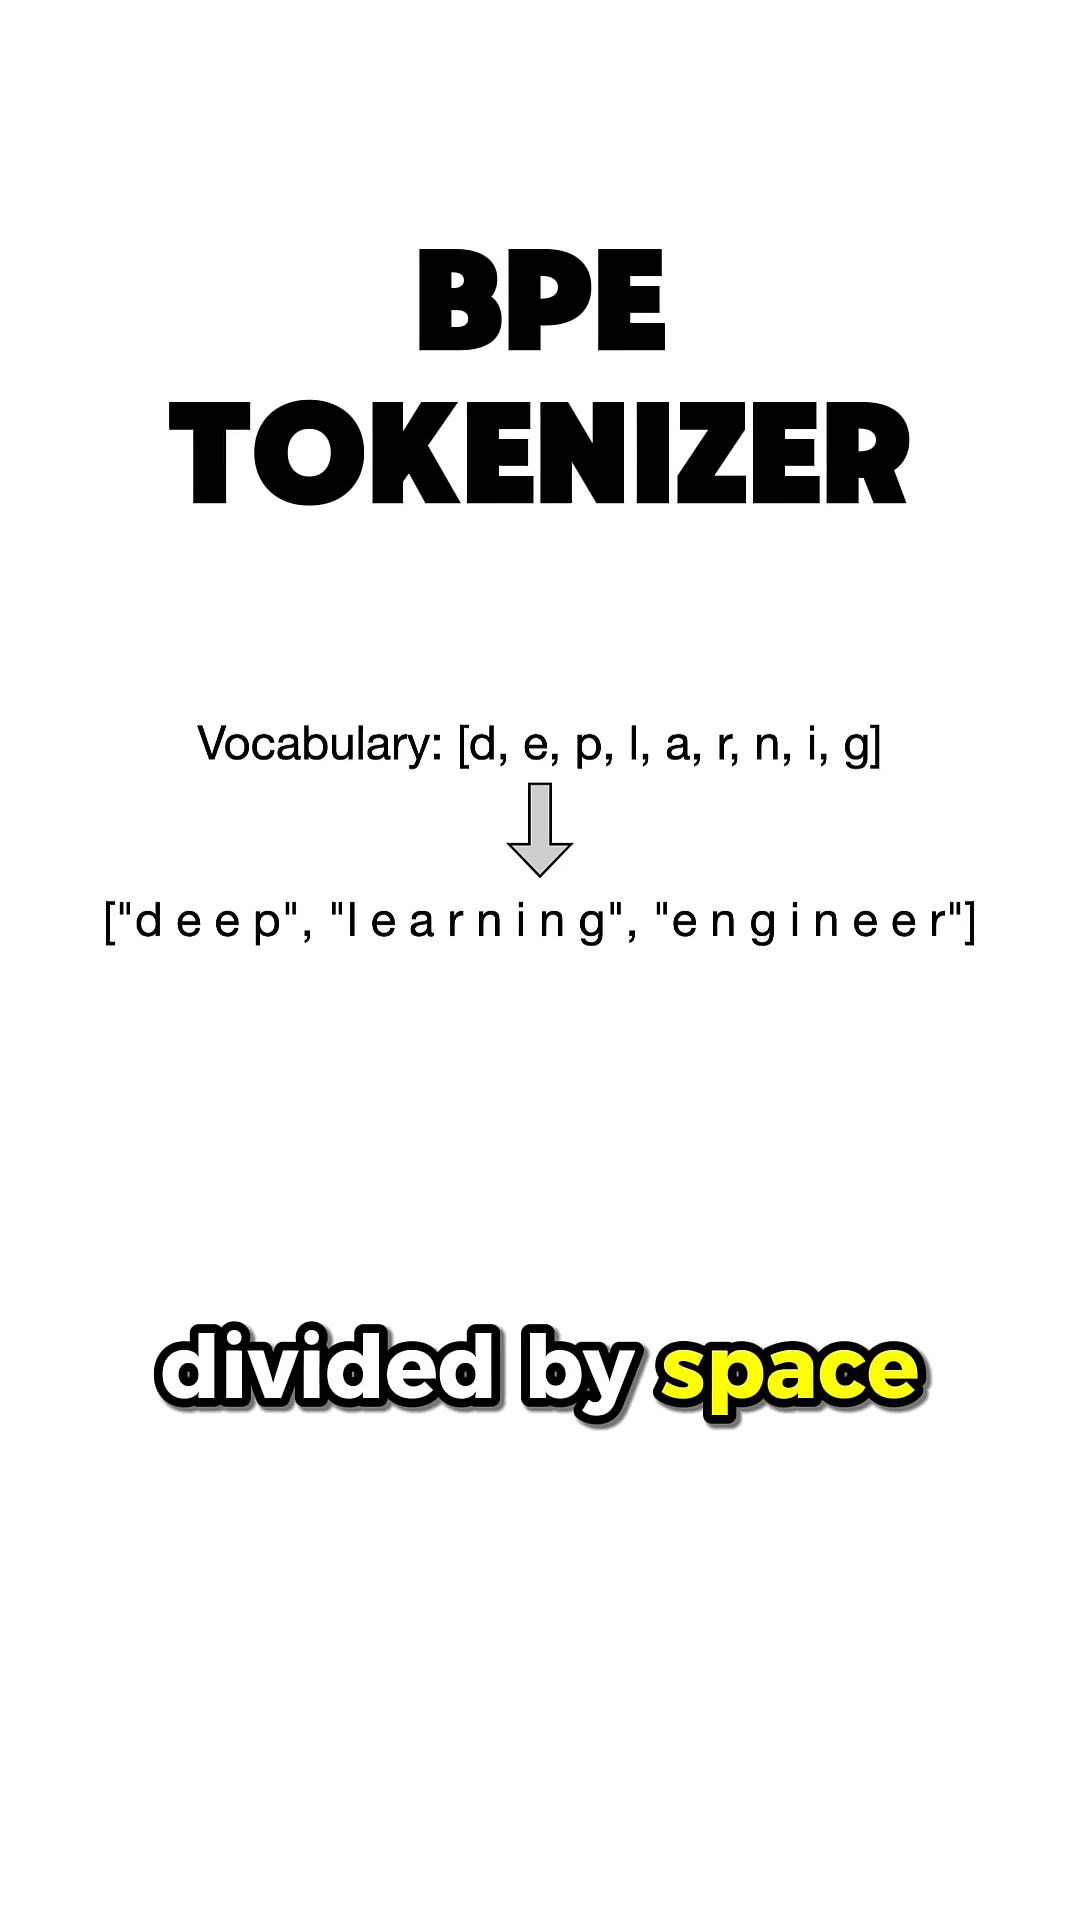 BPE
TOKENIZER
Vocabulary: [d, e, p, l, a, r, n, i, g]
["d e e p", "l e a r n i n g", "e n g i n e e r"]
divided by space